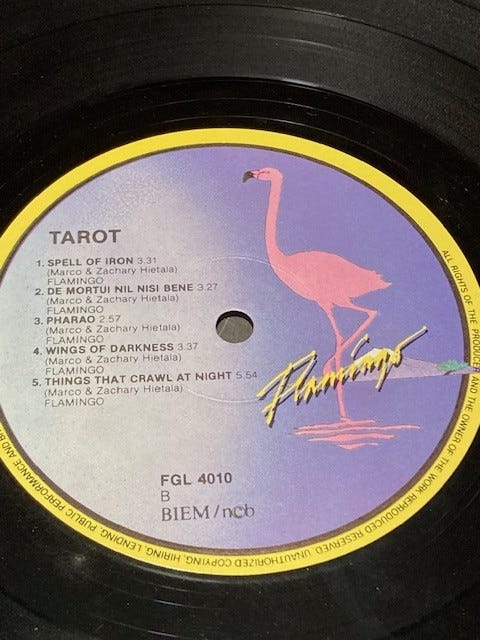 TAROT
1. SPELL OF IRON 3.31
(Marco & Zachary Hietala)
FLAMINGO
2. DE MORTUI NIL NISI BENE 3.27
(Marco & Zachary Hietala)
FLAMINGO
3. PHARAO 2.57
(Marco & Zachary Hietala)
FLAMINGO
4. WINGS OF DARKNESS 3.37
(Marco & Zachary Hietala)
FLAMINGO
5. THINGS THAT CRAWL AT NIGHT 5.54
(Marco & Zachary Hietala)
FLAMINGO
Flamingo
FGL 4010
B
BIEM/ncb
ALL RIGHTS OF THE PRODUCER AND THE OWNER OF THE WORK REPRODUCED RESERVED. UNAUTHORIZED COPYING, HIRING, LENDING, PUBLIC PERFORMANCE AND